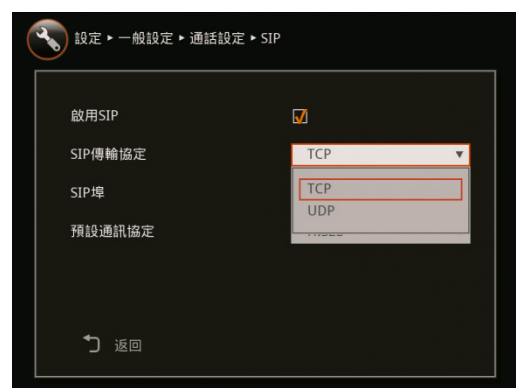 設定 ▸ 一般設定 ▸ 通話設定 ▸ SIP
啟用SIP
SIP傳輸協定
TCP
TCP
UDP
SIP埠
預設通訊協定
返回